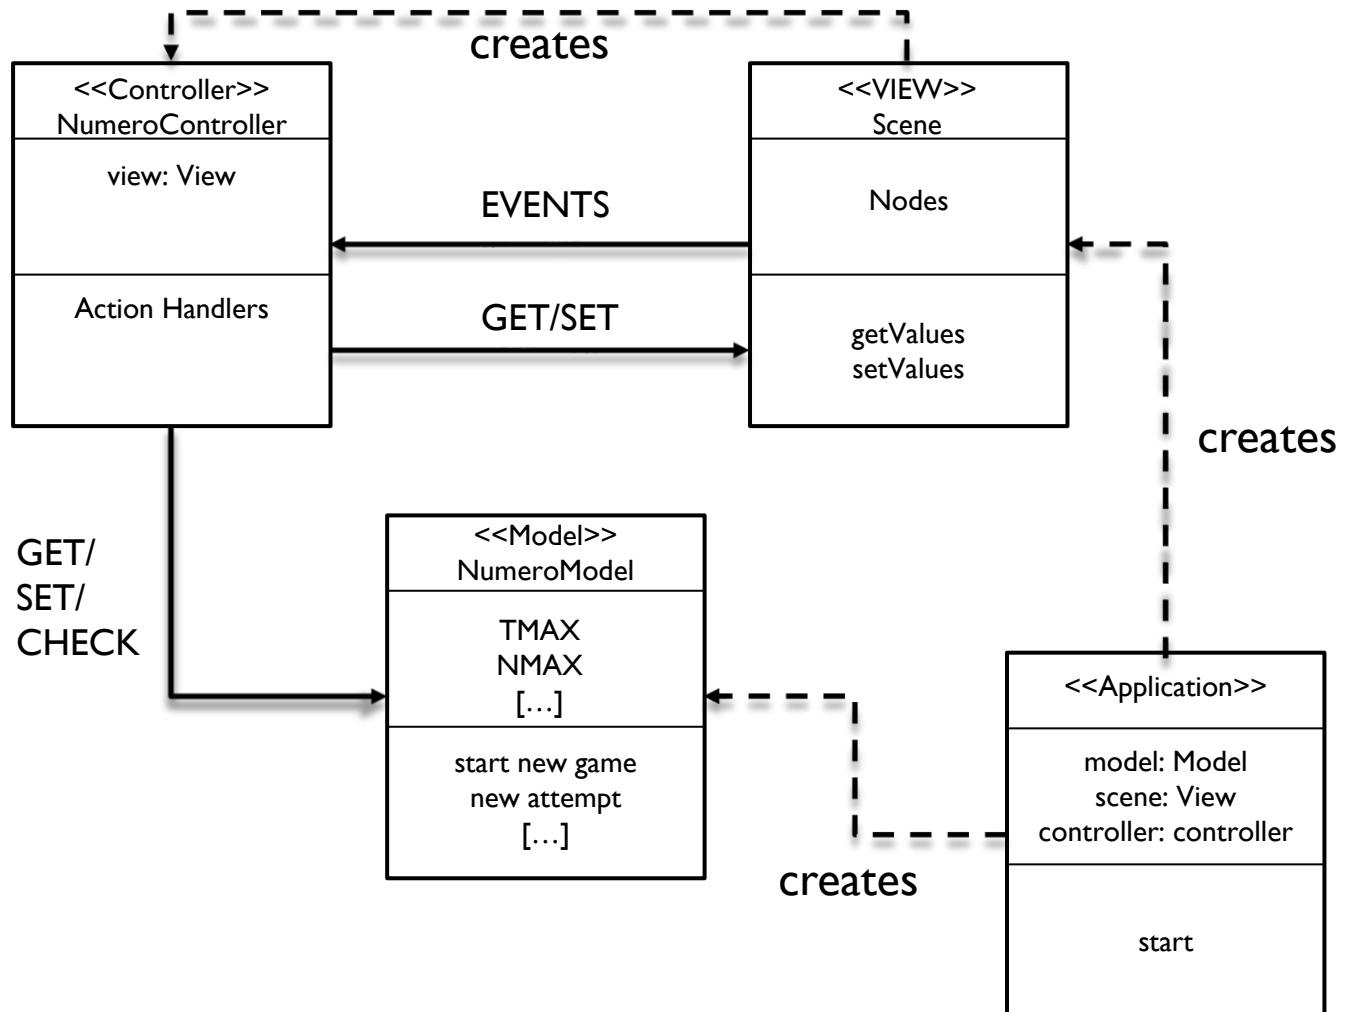 creates
<<Controller>>
NumeroController
view: View
Action Handlers
EVENTS
GET/SET
<<VIEW>>
Scene
Nodes
getValues
setValues
creates
GET/
SET/
CHECK
<<Model>>
NumeroModel
TMAX
NMAX
[...]
start new game
new attempt
[...]
creates
<<Application>>
model: Model
scene: View
controller: controller
start